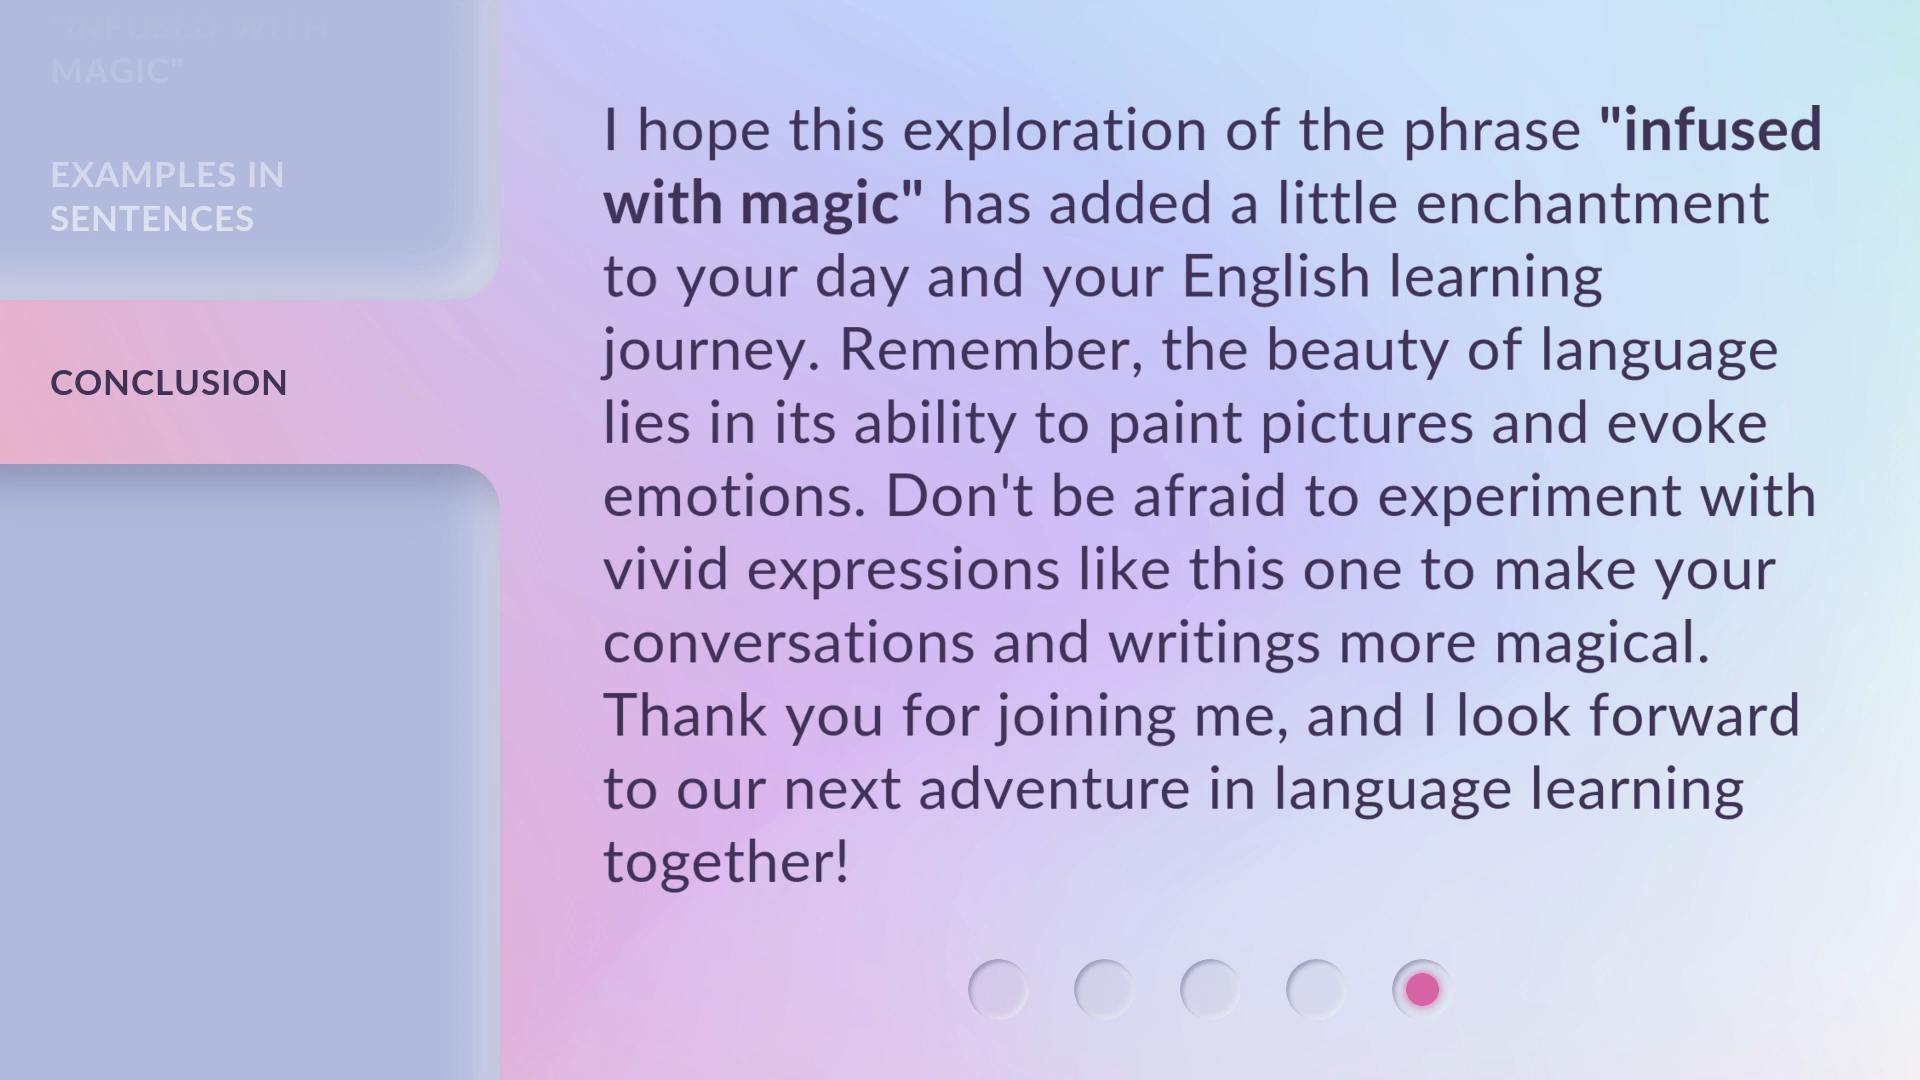 "INFUSED WITH
MAGIC"
EXAMPLES IN
SENTENCES
CONCLUSION
I hope this exploration of the phrase "infused
with magic" has added a little enchantment
to your day and your English learning
journey. Remember, the beauty of language
lies in its ability to paint pictures and evoke
emotions. Don't be afraid to experiment with
vivid expressions like this one to make your
conversations and writings more magical.
Thank you for joining me, and I look forward
to our next adventure in language learning
together!